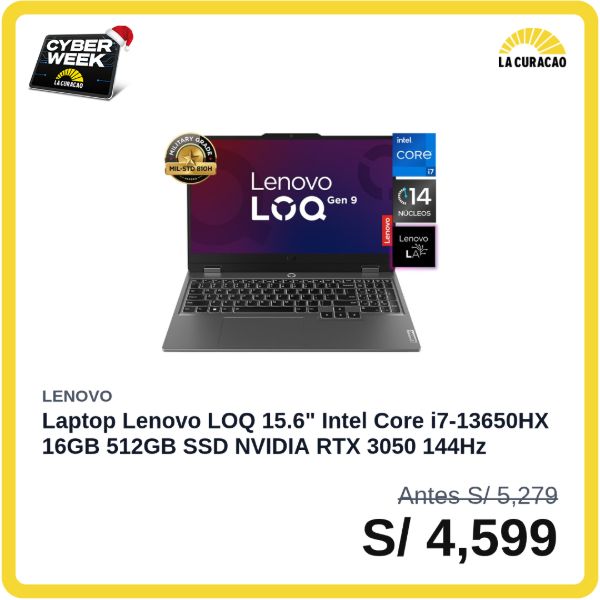 CYBER
WEEK
LA CURACAO
LA CURACAO
MILITARY GRADE
MIL-STD 810H
Lenovo
LOQ Gen 9
intel
CORE
i7
14
NÚCLEOS
Lenovo
Lenovo
LA
LENOVO
Laptop Lenovo LOQ 15.6" Intel Core i7-13650HX
16GB 512GB SSD NVIDIA RTX 3050 144Hz
Antes S/ 5,279
S/ 4,599